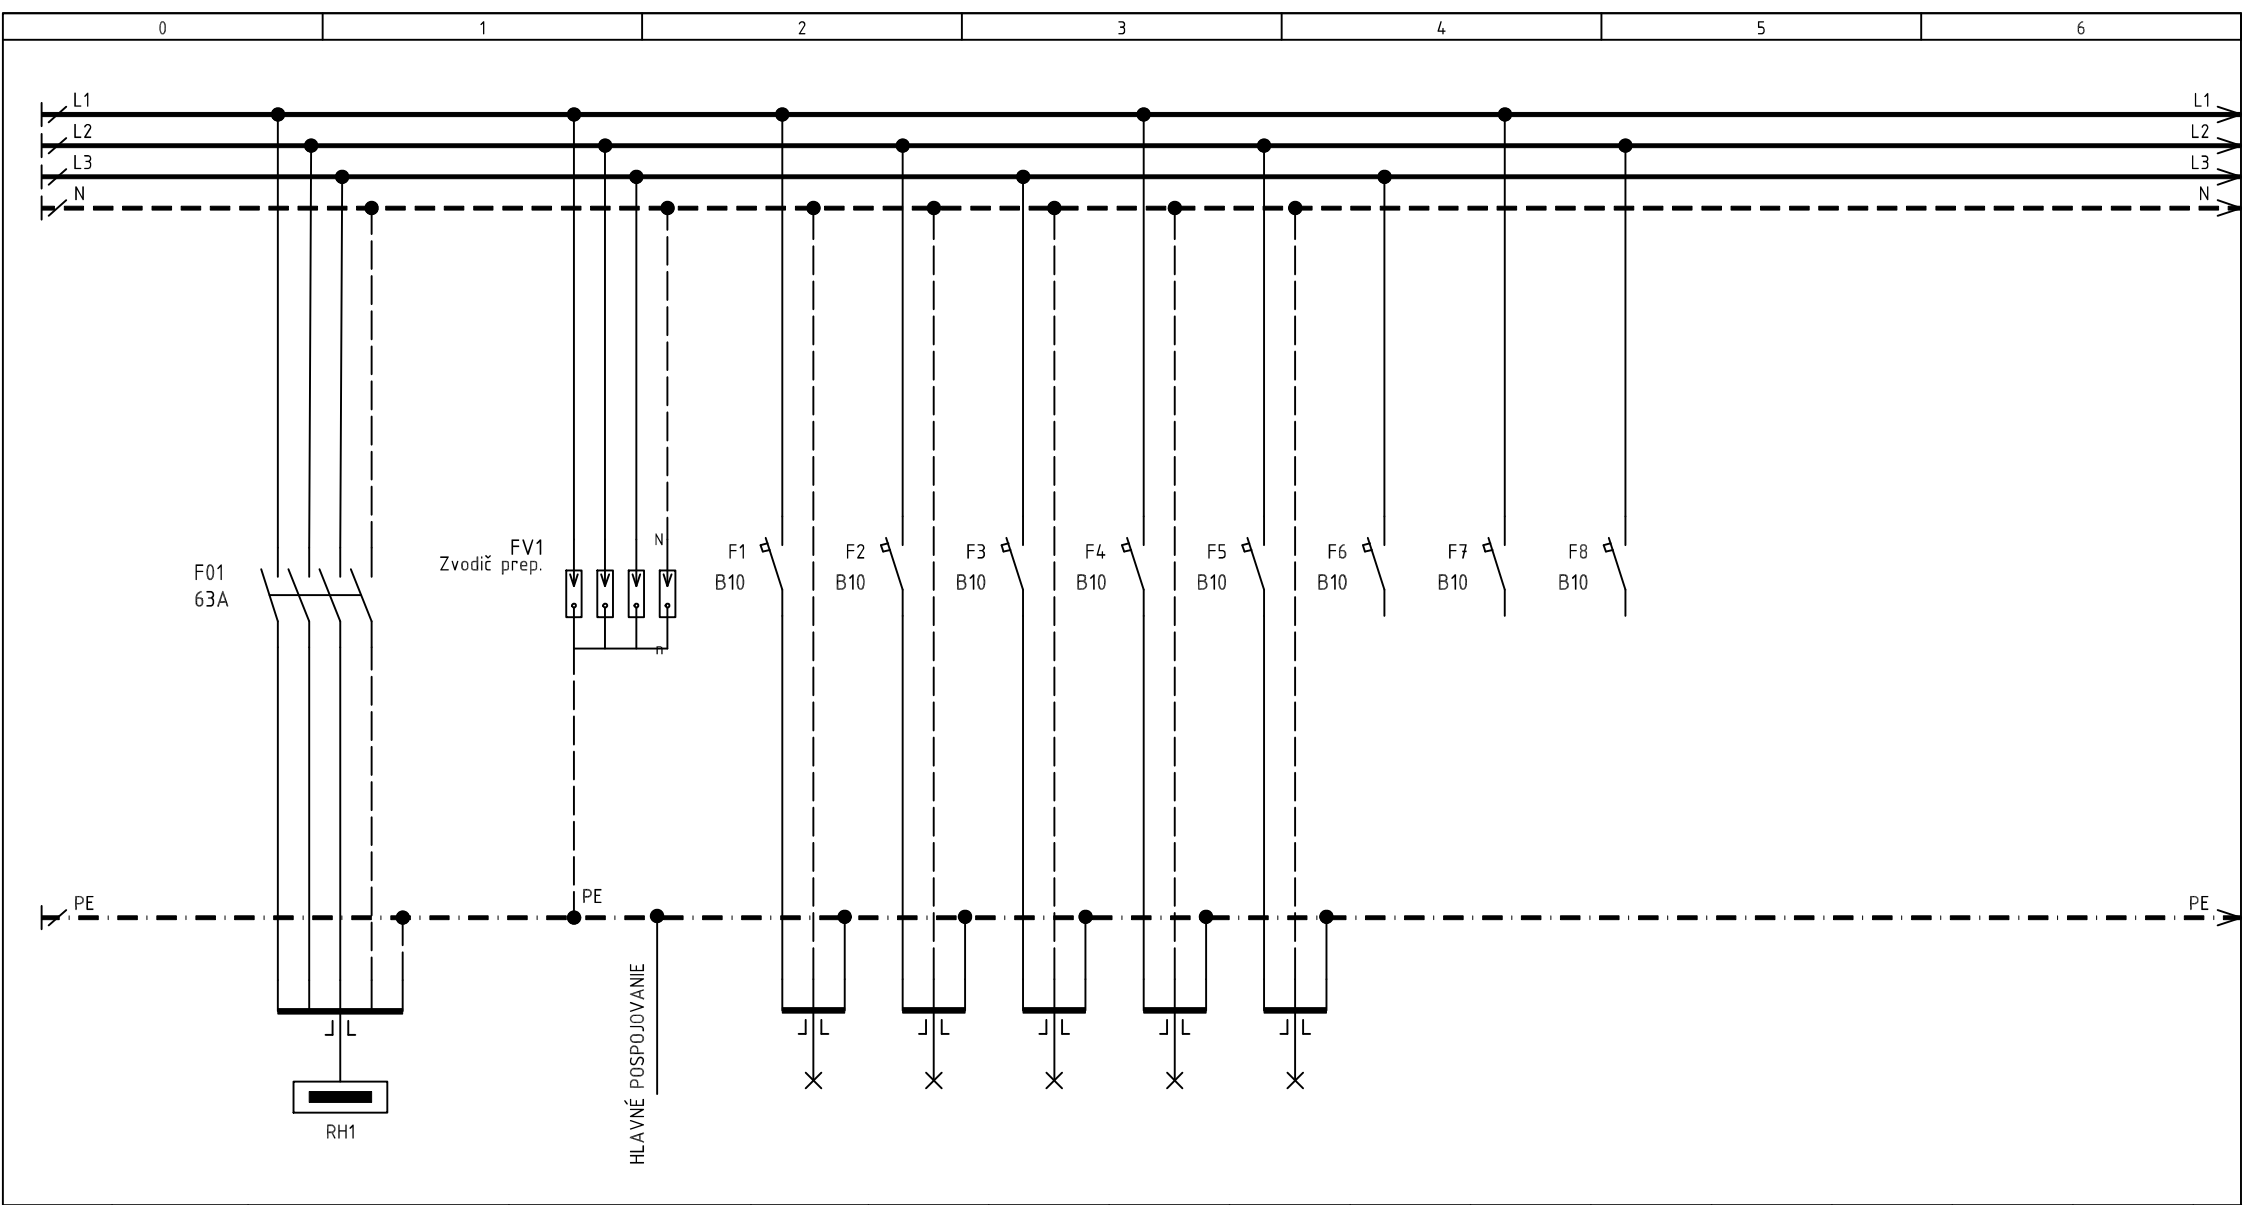 0 1 2 3 4 5 6
L1 L1
L2 L2
L3 L3
N N
N
FV1
Zvodič prep.
F01
63A
F1 F2 F3 F4 F5 F6 F7 F8
B10 B10 B10 B10 B10 B10 B10 B10
n
PE PE PE
HLAVNÉ POSPOJOVANIE
RH1